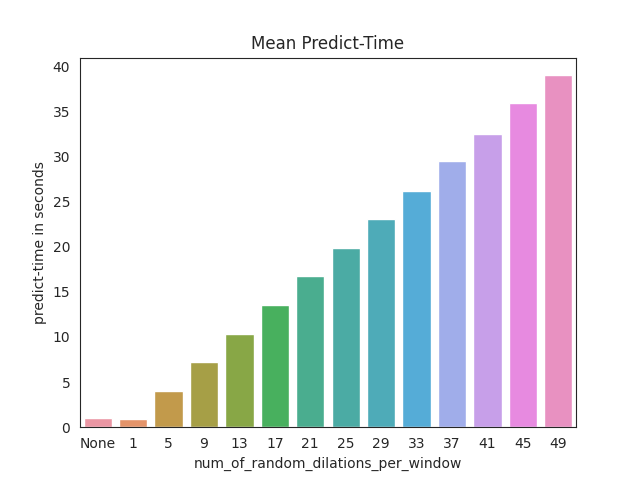 Mean Predict-Time
40
35
30
25
20
15
10
5
0
predict-time in seconds
None 1 5 9 13 17 21 25 29 33 37 41 45 49
num_of_random_dilations_per_window